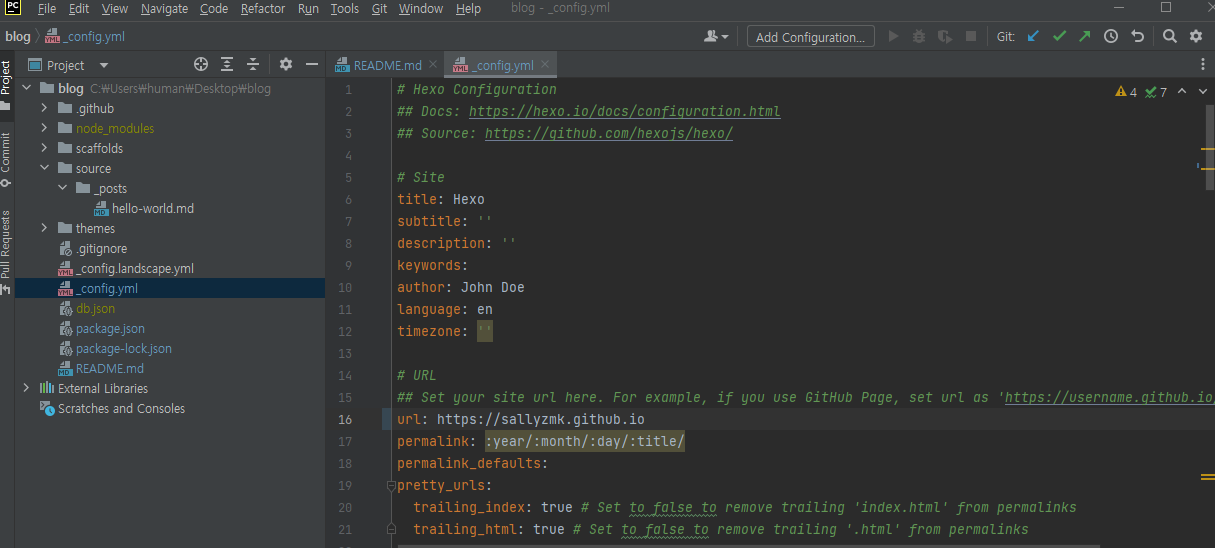 PC File Edit View Navigate Code Refactor Run Tools Git Window Help blog - _config.yml
blog _config.yml Add Configuration... Git:
Project README.md _config.yml
Project
Commit
Pull Requests
blog C:₩Users₩human₩Desktop₩blog
.github
node_modules
scaffolds
source
_posts
MD hello-world.md
themes
.gitignore
YML _config.landscape.yml
YML _config.yml
db.json
package.json
package-lock.json
MD README.md
External Libraries
Scratches and Consoles
4 7
1 # Hexo Configuration
2 ## Docs: https://hexo.io/docs/configuration.html
3 ## Source: https://github.com/hexojs/hexo/
4
5 # Site
6 title: Hexo
7 subtitle: ''
8 description: ''
9 keywords:
10 author: John Doe
11 language: en
12 timezone: ''
13
14 # URL
15 ## Set your site url here. For example, if you use GitHub Page, set url as 'https://username.github.io/
16 url: https://sallyzmk.github.io
17 permalink: :year/:month/:day/:title/
18 permalink_defaults:
19 pretty_urls:
20 trailing_index: true # Set to false to remove trailing 'index.html' from permalinks
21 trailing_html: true # Set to false to remove trailing '.html' from permalinks